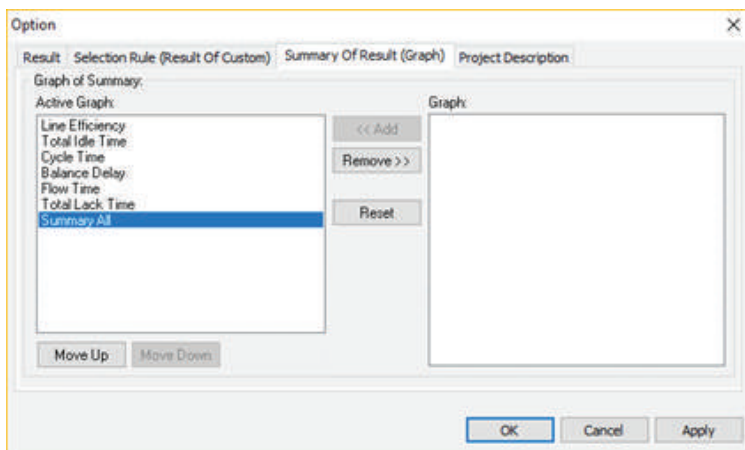 Option
Result Selection Rule (Result Of Custom) Summary Of Result (Graph) Project Description
Graph of Summary:
Active Graph: Graph:
Line Efficiency
Total Idle Time
Cycle Time
Balance Delay
Flow Time
Total Lack Time
Summary All
<< Add
Remove >>
Reset
Move Up Move Down
OK Cancel Apply